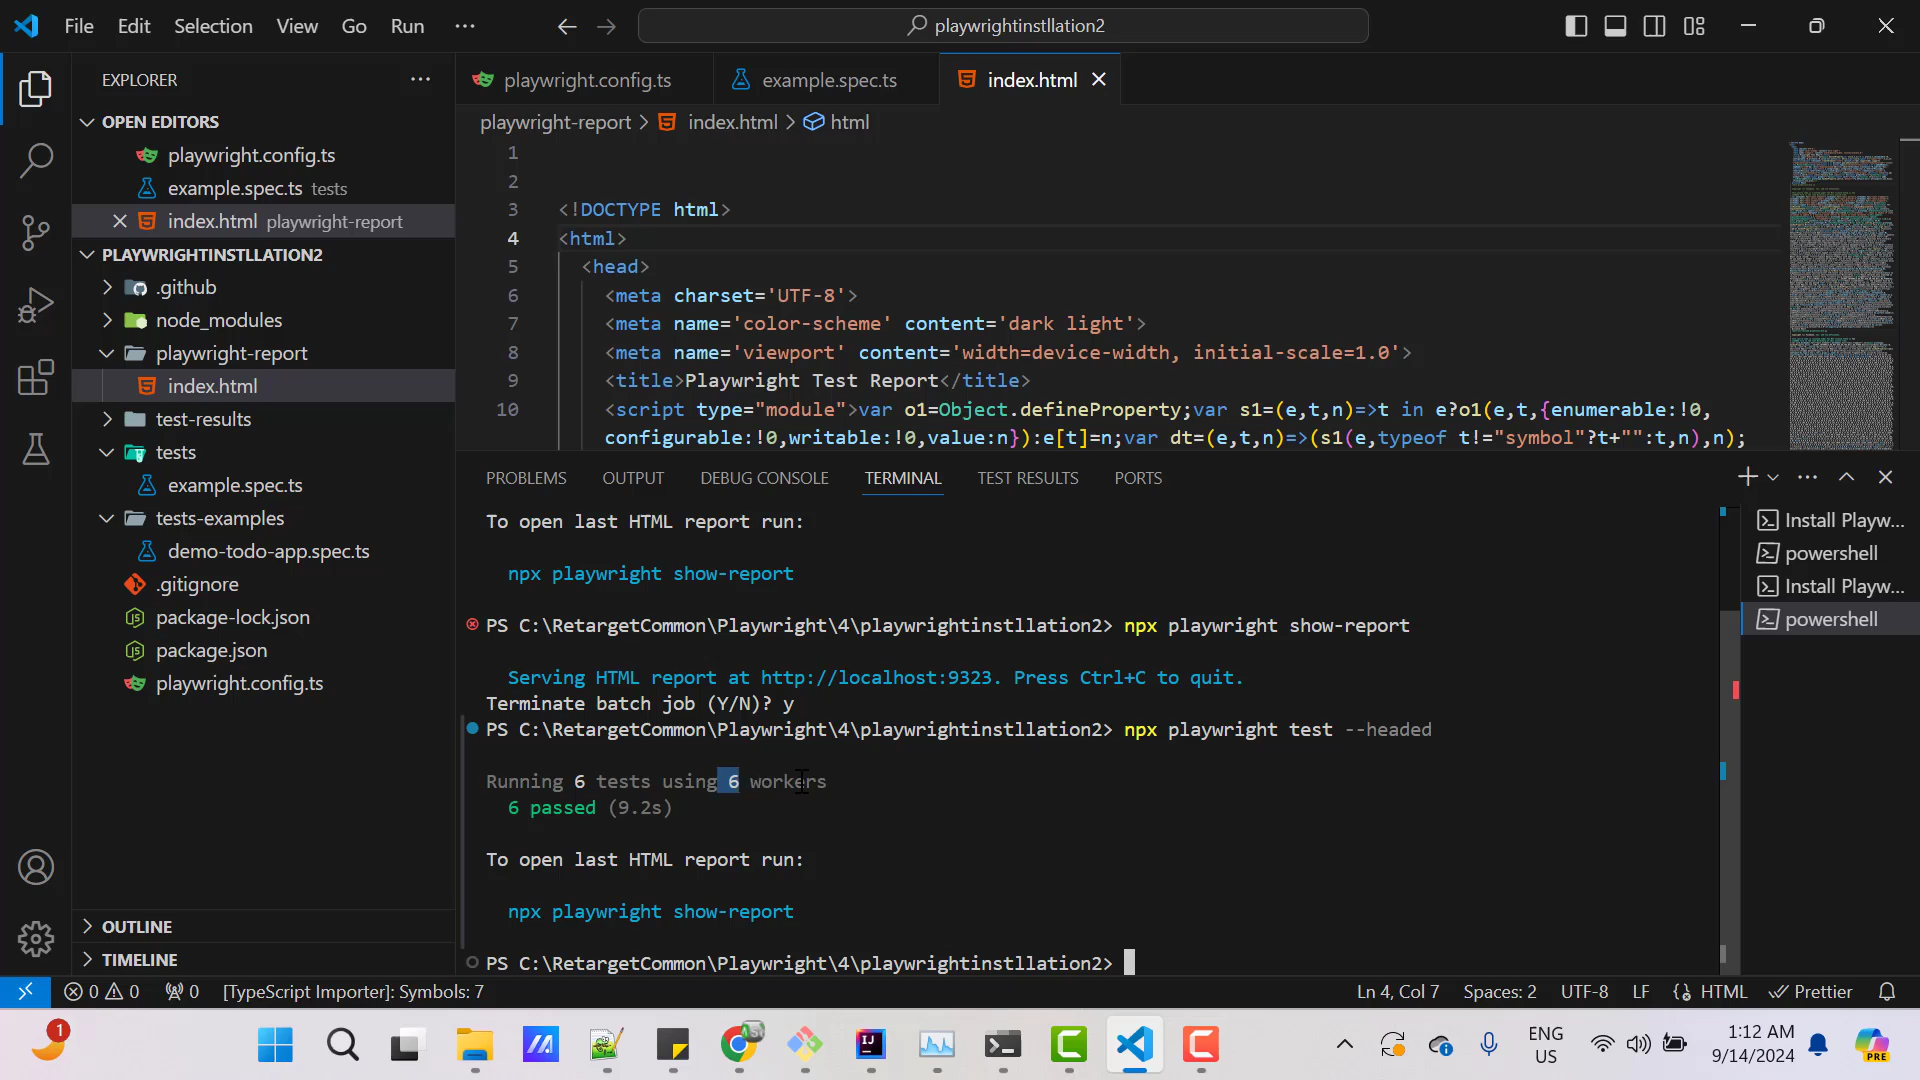 File Edit Selection View Go Run ···
playwrightinstllation2
EXPLORER
OPEN EDITORS
playwright.config.ts
example.spec.ts tests
index.html playwright-report
PLAYWRIGHTINSTLLATION2
.github
node_modules
playwright-report
index.html
test-results
tests
example.spec.ts
tests-examples
demo-todo-app.spec.ts
.gitignore
package-lock.json
package.json
playwright.config.ts
OUTLINE
TIMELINE
playwright.config.ts example.spec.ts index.html
playwright-report > index.html > html
1
2
3 <!DOCTYPE html>
4 <html>
5 <head>
6 <meta charset='UTF-8'>
7 <meta name='color-scheme' content='dark light'>
8 <meta name='viewport' content='width=device-width, initial-scale=1.0'>
9 <title>Playwright Test Report</title>
10 <script type="module">var o1=Object.defineProperty;var s1=(e,t,n)=>t in e?o1(e,t,{enumerable:!0,
configurable:!0,writable:!0,value:n}):e[t]=n;var dt=(e,t,n)=>(s1(e,typeof t!="symbol"?t+"":t,n),n);
PROBLEMS OUTPUT DEBUG CONSOLE TERMINAL TEST RESULTS PORTS
To open last HTML report run:
npx playwright show-report
PS C:\RetargetCommon\Playwright\4\playwrightinstllation2> npx playwright show-report
Serving HTML report at http://localhost:9323. Press Ctrl+C to quit.
Terminate batch job (Y/N)? y
PS C:\RetargetCommon\Playwright\4\playwrightinstllation2> npx playwright test --headed
Running 6 tests using 6 workers
6 passed (9.2s)
To open last HTML report run:
npx playwright show-report
PS C:\RetargetCommon\Playwright\4\playwrightinstllation2>
Install Playw...
powershell
Install Playw...
powershell
0 0 0 [TypeScript Importer]: Symbols: 7 Ln 4, Col 7 Spaces: 2 UTF-8 LF HTML Prettier
1 ENG
US
1:12 AM
9/14/2024
PRE